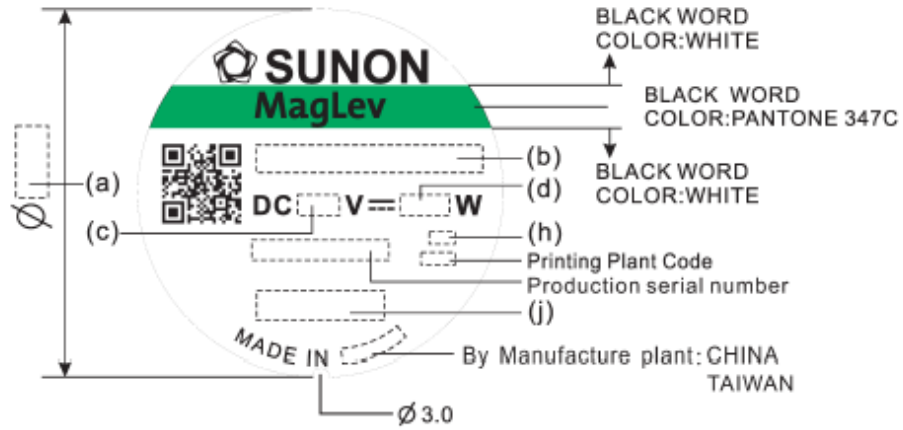 BLACK WORD
COLOR:WHITE
SUNON
MagLev
BLACK WORD
COLOR:PANTONE 347C
(b)
BLACK WORD
COLOR:WHITE
(a)
Ø
DC V W
(d)
(c)
(h)
Printing Plant Code
Production serial number
(j)
MADE IN
By Manufacture plant: CHINA
TAIWAN
Ø 3.0